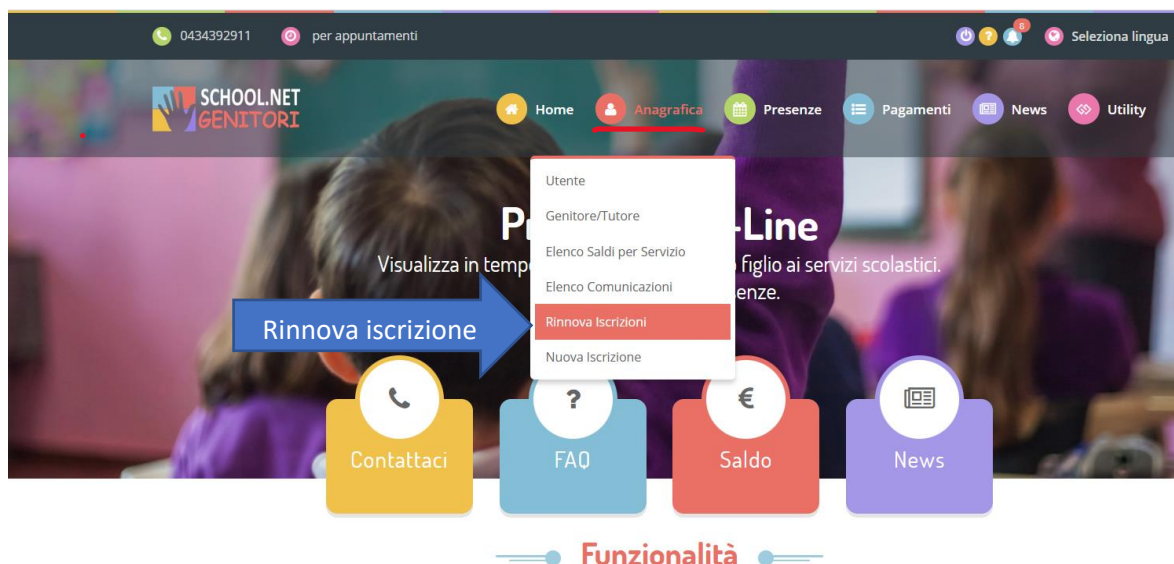 0434392911
per appuntamenti
8
Seleziona lingua
SCHOOL.NET
GENITORI
Home
Anagrafica
Presenze
Pagamenti
News
Utility
Utente
Genitore/Tutore
Elenco Saldi per Servizio
Elenco Comunicazioni
Rinnova Iscrizioni
Nuova Iscrizione
-Line
Visualizza in temp
figlio ai servizi scolastici.
enze.
Rinnova iscrizione
?
€
Contattaci
FAQ
Saldo
News
Funzionalità